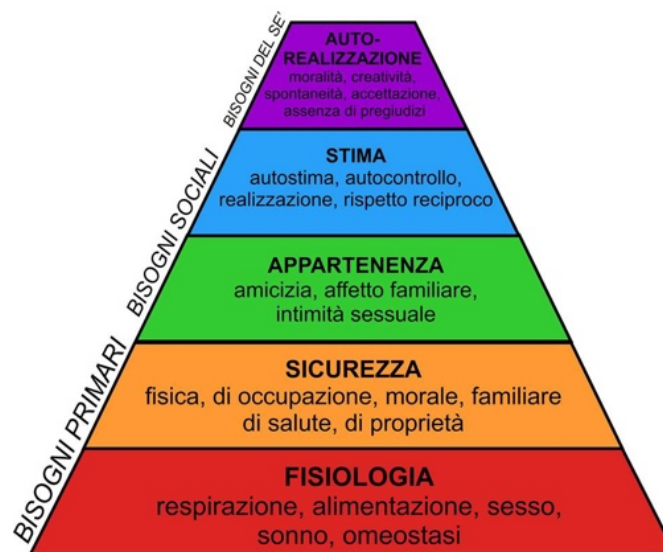 BISOGNI DEL SE'
AUTO-
REALIZZAZIONE
moralità, creatività,
spontaneità, accettazione,
assenza di pregiudizi
BISOGNI SOCIALI
STIMA
autostima, autocontrollo,
realizzazione, rispetto reciproco
APPARTENENZA
amicizia, affetto familiare,
intimità sessuale
BISOGNI PRIMARI
SICUREZZA
fisica, di occupazione, morale, familiare
di salute, di proprietà
FISIOLOGIA
respirazione, alimentazione, sesso,
sonno, omeostasi